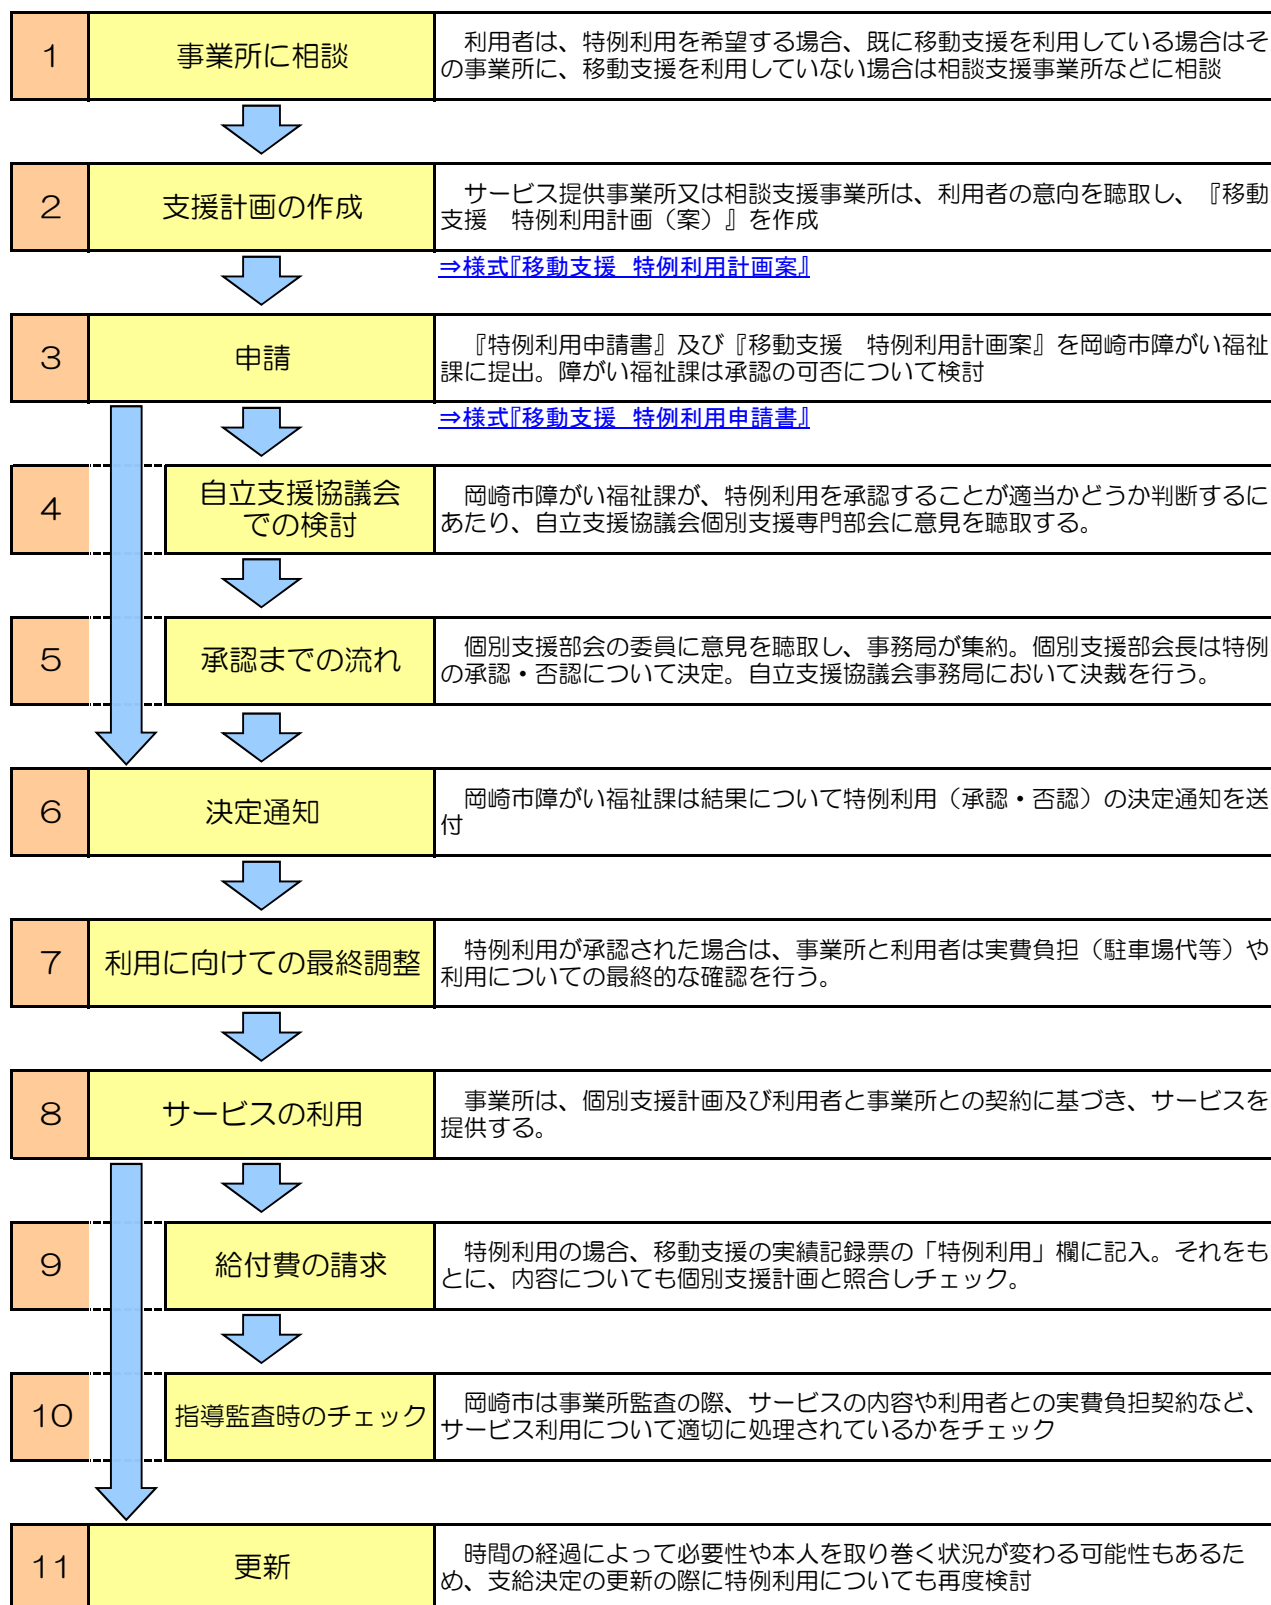 1
事業所に相談
利用者は、特例利用を希望する場合、既に移動支援を利用している場合はそ
の事業所に、移動支援を利用していない場合は相談支援事業所などに相談
2
支援計画の作成
サービス提供事業所又は相談支援事業所は、利用者の意向を聴取し、『移動
支援　特例利用計画（案）』を作成
⇒様式『移動支援　特例利用計画案』
3
申請
『特例利用申請書』及び『移動支援　特例利用計画案』を岡崎市障がい福祉
課に提出。障がい福祉課は承認の可否について検討
⇒様式『移動支援　特例利用申請書』
4
自立支援協議会
での検討
岡崎市障がい福祉課が、特例利用を承認することが適当かどうか判断するに
あたり、自立支援協議会個別支援専門部会に意見を聴取する。
5
承認までの流れ
個別支援部会の委員に意見を聴取し、事務局が集約。個別支援部会長は特例
の承認・否認について決定。自立支援協議会事務局において決裁を行う。
6
決定通知
岡崎市障がい福祉課は結果について特例利用（承認・否認）の決定通知を送
付
7
利用に向けての最終調整
特例利用が承認された場合は、事業所と利用者は実費負担（駐車場代等）や
利用についての最終的な確認を行う。
8
サービスの利用
事業所は、個別支援計画及び利用者と事業所との契約に基づき、サービスを
提供する。
9
給付費の請求
特例利用の場合、移動支援の実績記録票の「特例利用」欄に記入。それをも
とに、内容についても個別支援計画と照合しチェック。
10
指導監査時のチェック
岡崎市は事業所監査の際、サービスの内容や利用者との実費負担契約など、
サービス利用について適切に処理されているかをチェック
11
更新
時間の経過によって必要性や本人を取り巻く状況が変わる可能性もあるた
め、支給決定の更新の際に特例利用についても再度検討